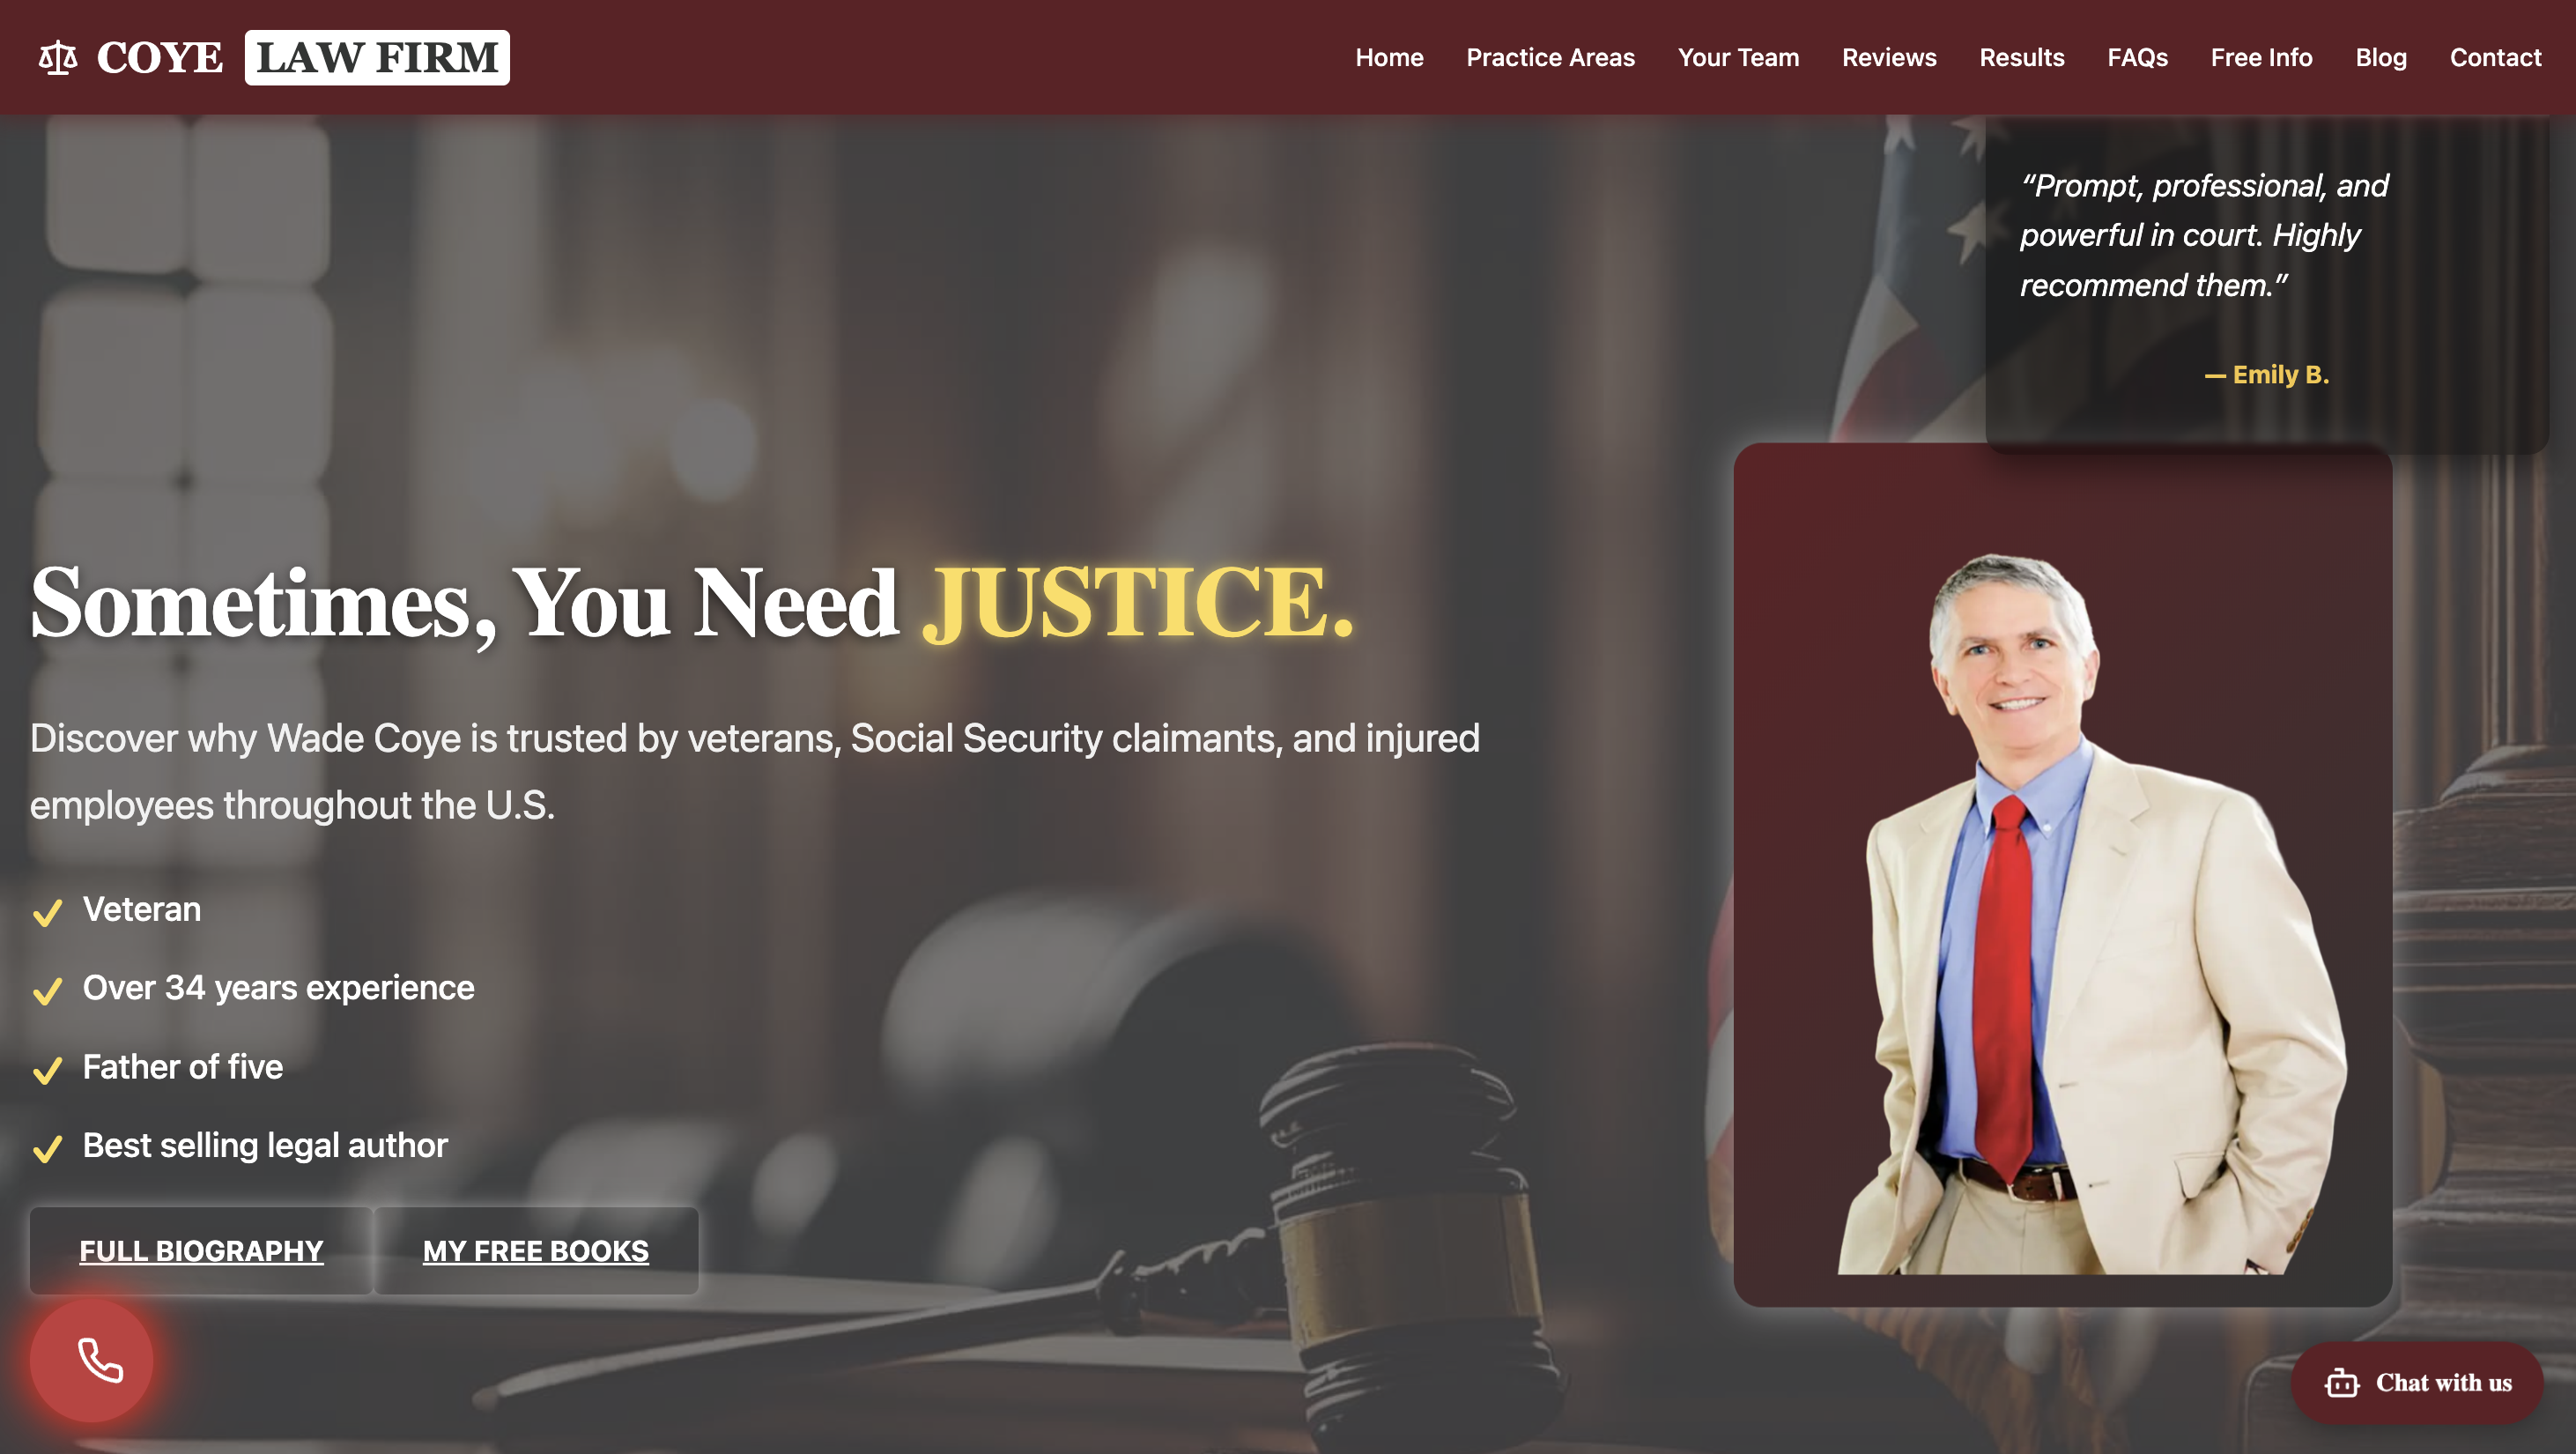 COYE LAW FIRM
Home Practice Areas Your Team Reviews Results FAQs Free Info Blog Contact
“Prompt, professional, and
powerful in court. Highly
recommend them.”
— Emily B.
Sometimes, You Need JUSTICE.
Discover why Wade Coye is trusted by veterans, Social Security claimants, and injured
employees throughout the U.S.
Veteran
Over 34 years experience
Father of five
Best selling legal author
FULL BIOGRAPHY MY FREE BOOKS
Chat with us